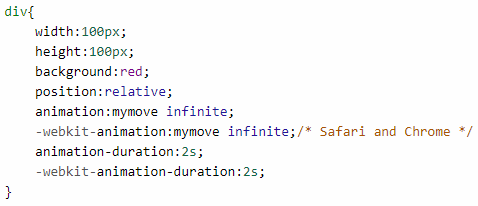 div{
    width:100px;
    height:100px;
    background:red;
    position:relative;
    animation:mymove infinite;
    -webkit-animation:mymove infinite;/* Safari and Chrome */
    animation-duration:2s;
    -webkit-animation-duration:2s;
}